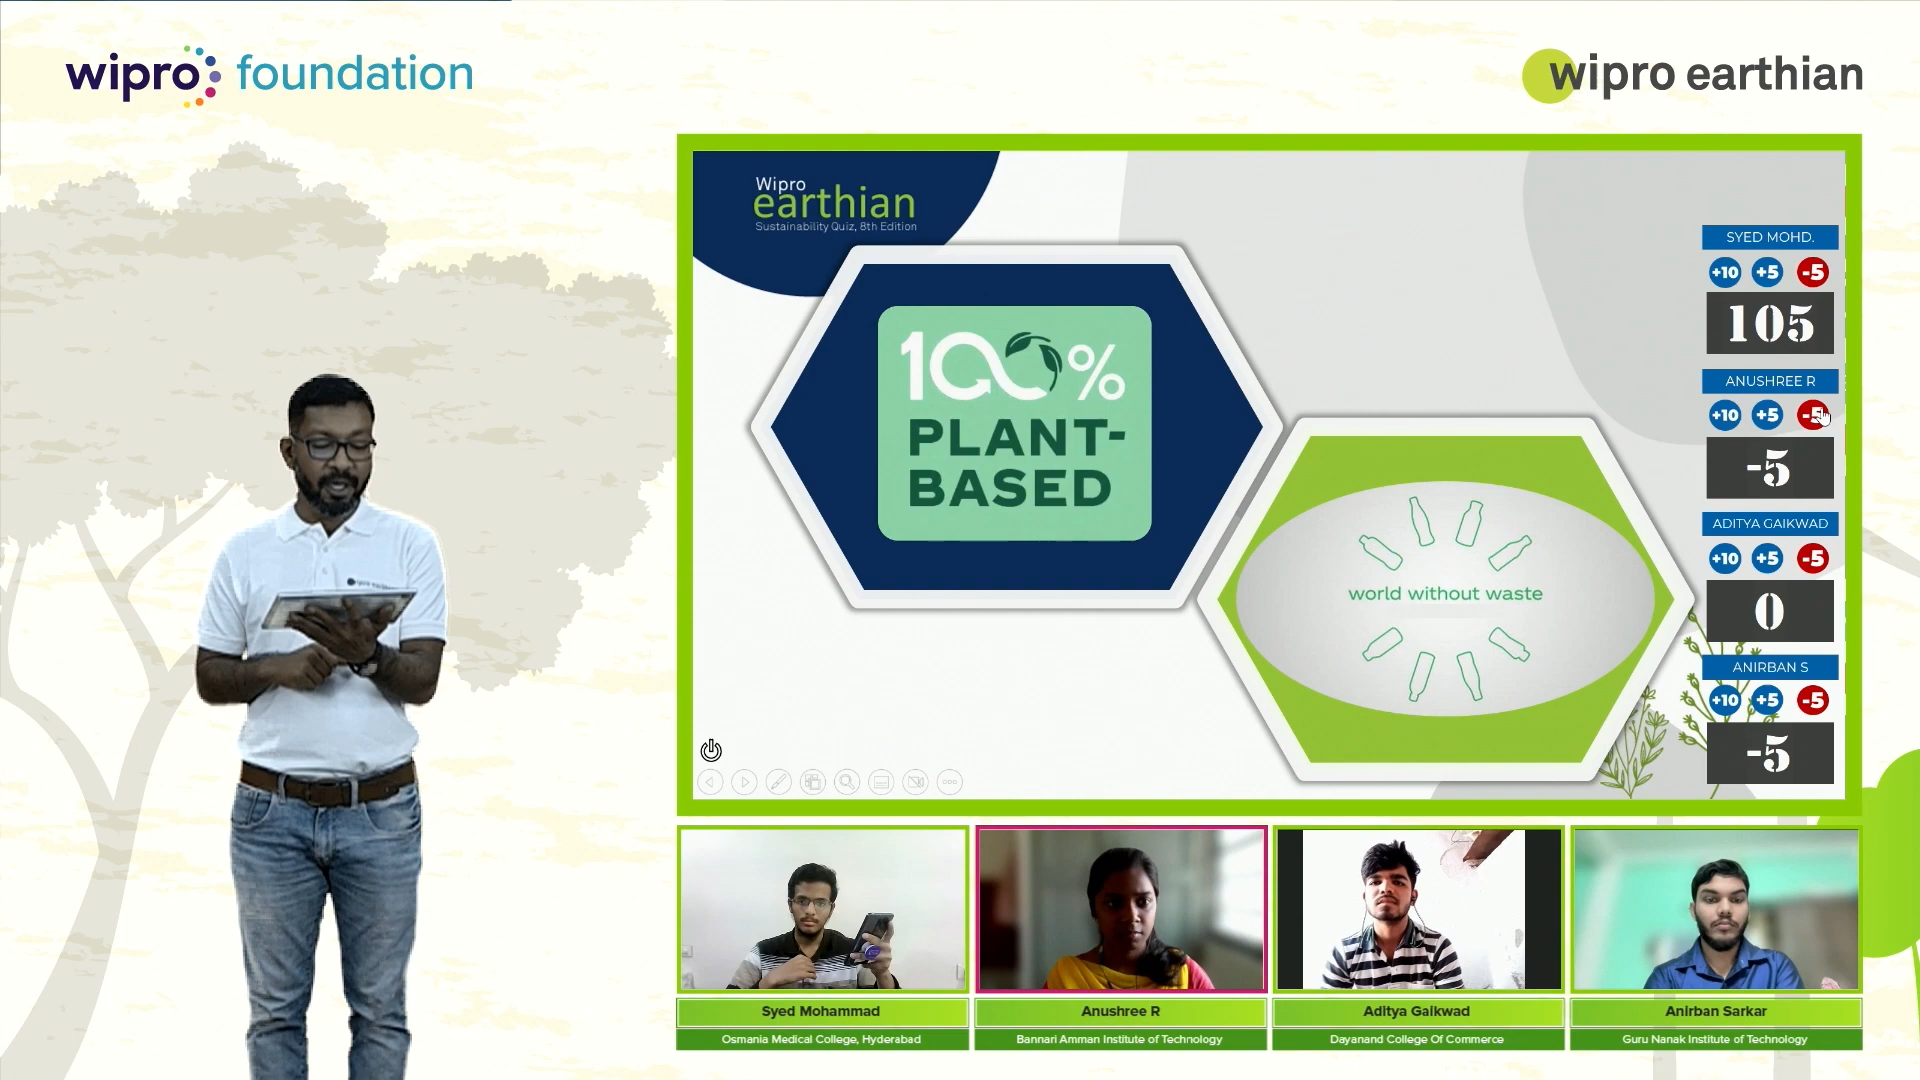 wipro foundation
wipro earthian
Wipro
earthian
Sustainability Quiz, 8th Edition
100%
PLANT-
BASED
world without waste
SYED MOHD.
+10 +5 -5
105
ANUSHREE R
+10 +5 -5
-5
ADITYA GAIKWAD
+10 +5 -5
0
ANIRBAN S
+10 +5 -5
-5
Syed Mohammad
Osmania Medical College, Hyderabad
Anushree R
Bannari Amman Institute of Technology
Aditya Gaikwad
Dayanand College Of Commerce
Anirban Sarkar
Guru Nanak Institute of Technology